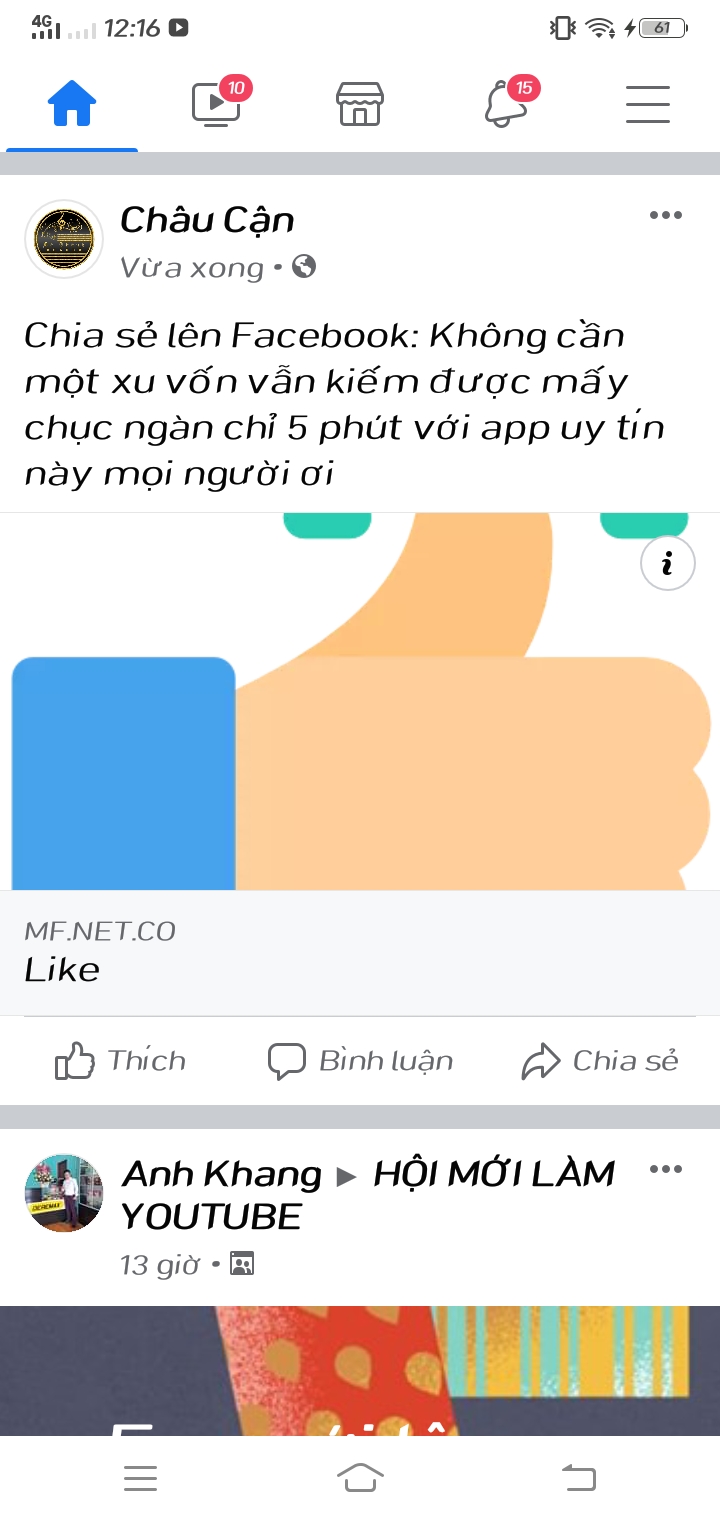 4G 12:16 61
10 15
Châu Cận
Vừa xong
Chia sẻ lên Facebook: Không cần
một xu vốn vẫn kiếm được mấy
chục ngàn chỉ 5 phút với app uy tín
này mọi người ơi
i
MF.NET.CO
Like
Thích Bình luận Chia sẻ
Anh Khang ▶ HỘI MỚI LÀM
YOUTUBE
13 giờ